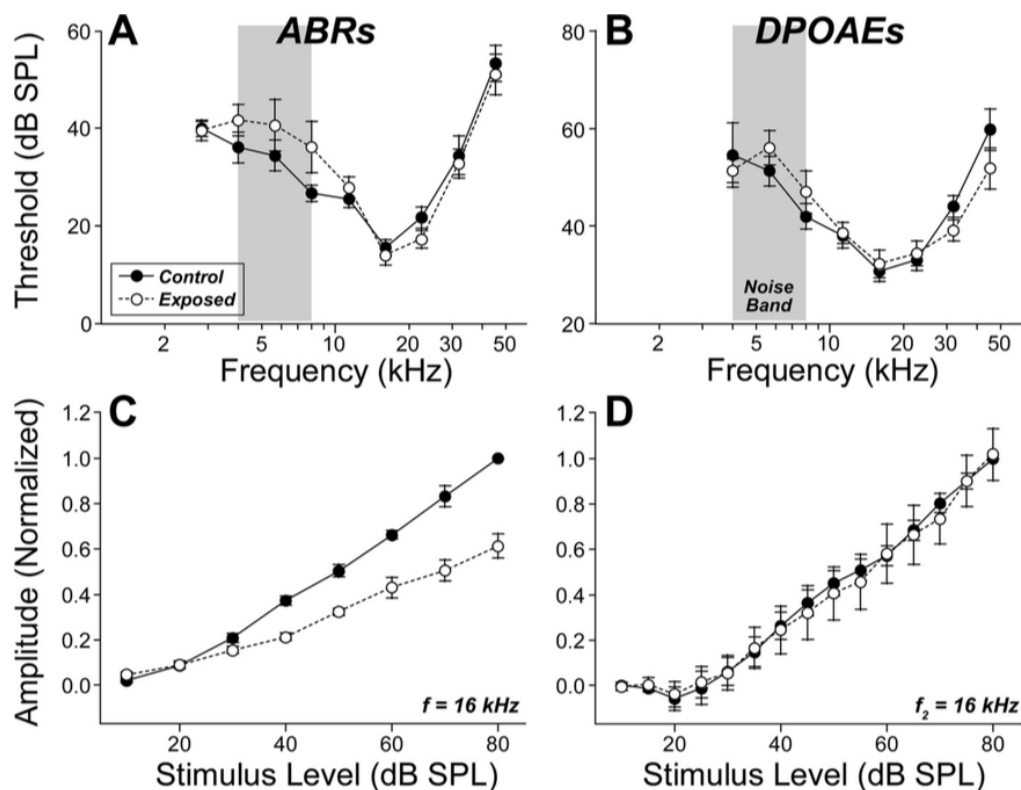 A ABRs
Threshold (dB SPL)
60
40
20
0
Control
Exposed
2 5 10 20 50
Frequency (kHz)
B DPOAEs
80
60
40
20
Noise
Band
2 5 10 20 50
Frequency (kHz)
C
Amplitude (Normalized)
1.2
1.0
0.8
0.6
0.4
0.2
0.0
f = 16 kHz
20 40 60 80
Stimulus Level (dB SPL)
D
1.2
1.0
0.8
0.6
0.4
0.2
0.0
f2 = 16 kHz
20 40 60 80
Stimulus Level (dB SPL)